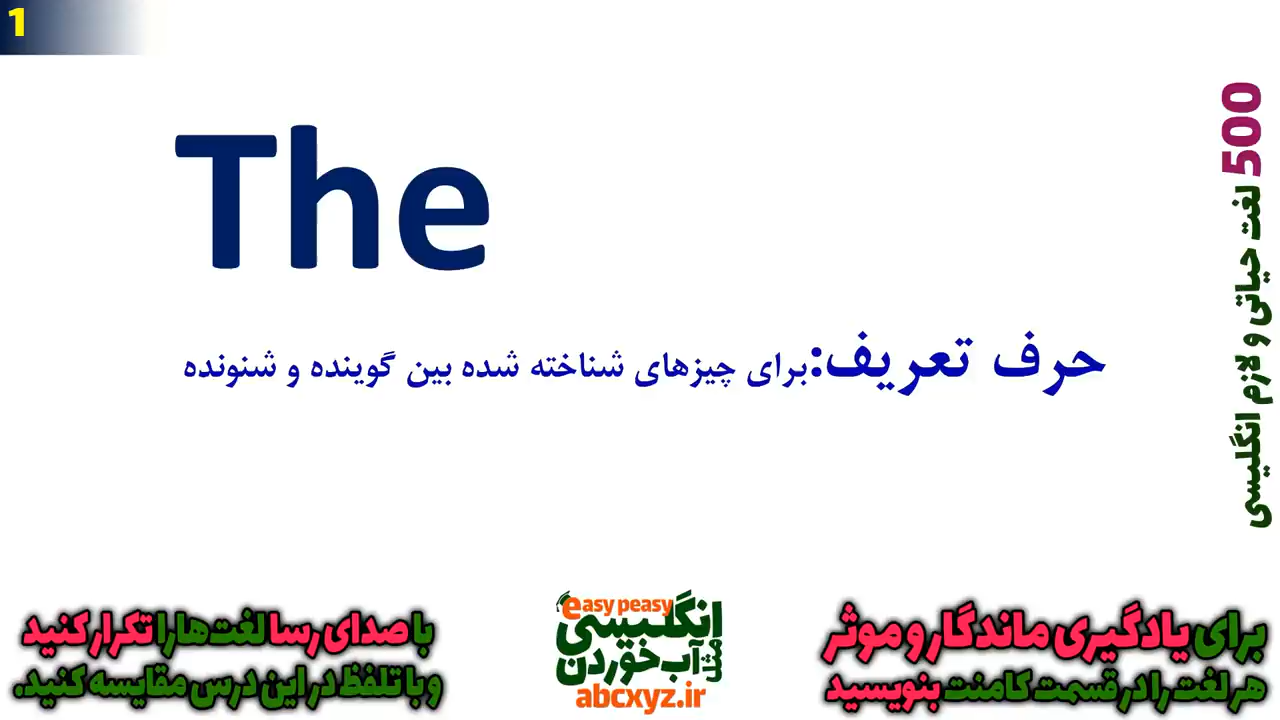 1
The
حرف تعریف:برای چیزهای شناخته شده بین گوینده و شنونده
500 لغت حیاتی و لازم انگلیسی
برای یادگیری ماندگار و موثر
هر لغت را در قسمت کامنت بنویسید
easy peasy
انگلیسی
مثل آب خوردن
abcxyz.ir
با صدای رسا لغت‌ها را تکرار کنید
و با تلفظ در این درس مقایسه کنید.